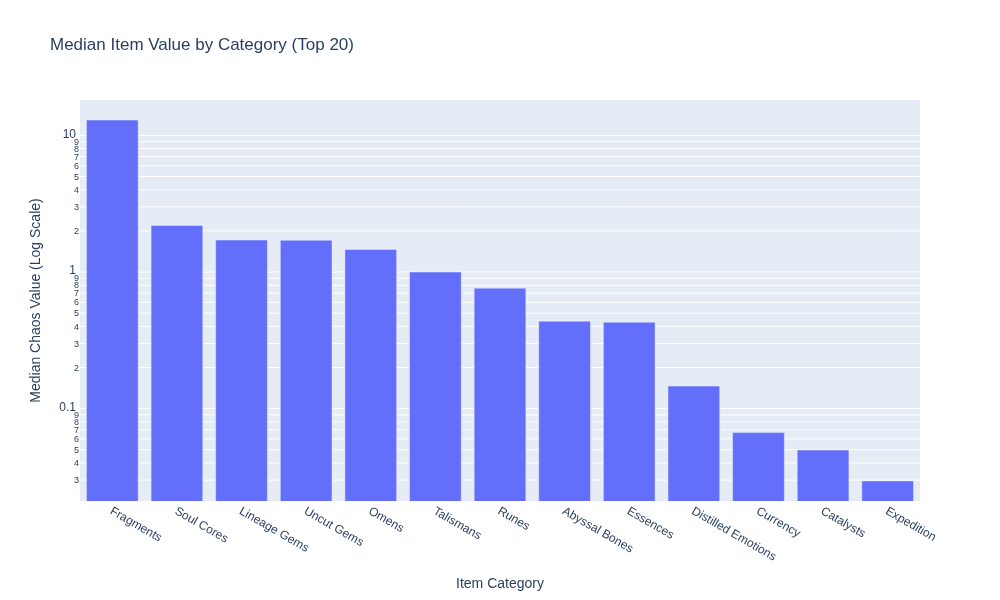 Median Item Value by Category (Top 20)
Median Chaos Value (Log Scale)
10
9
8
7
6
5
4
3
2
1
9
8
7
6
5
4
3
2
0.1
9
8
7
6
5
4
3
Fragments
Soul Cores
Lineage Gems
Uncut Gems
Omens
Talismans
Runes
Abyssal Bones
Essences
Distilled Emotions
Currency
Catalysts
Expedition
Item Category